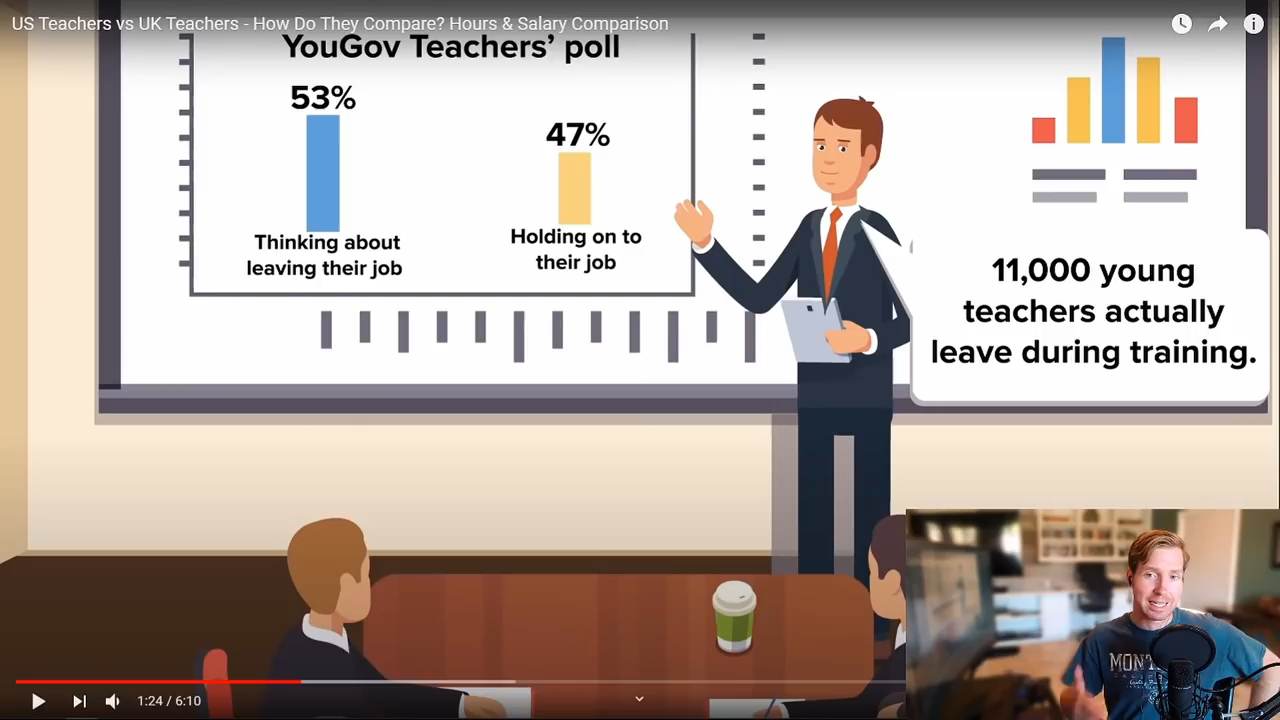 US Teachers vs UK Teachers - How Do They Compare? Hours & Salary Comparison
YouGov Teachers' poll
53%
47%
Thinking about
leaving their job
Holding on to
their job
11,000 young
teachers actually
leave during training.
MONT
1:24 / 6:10